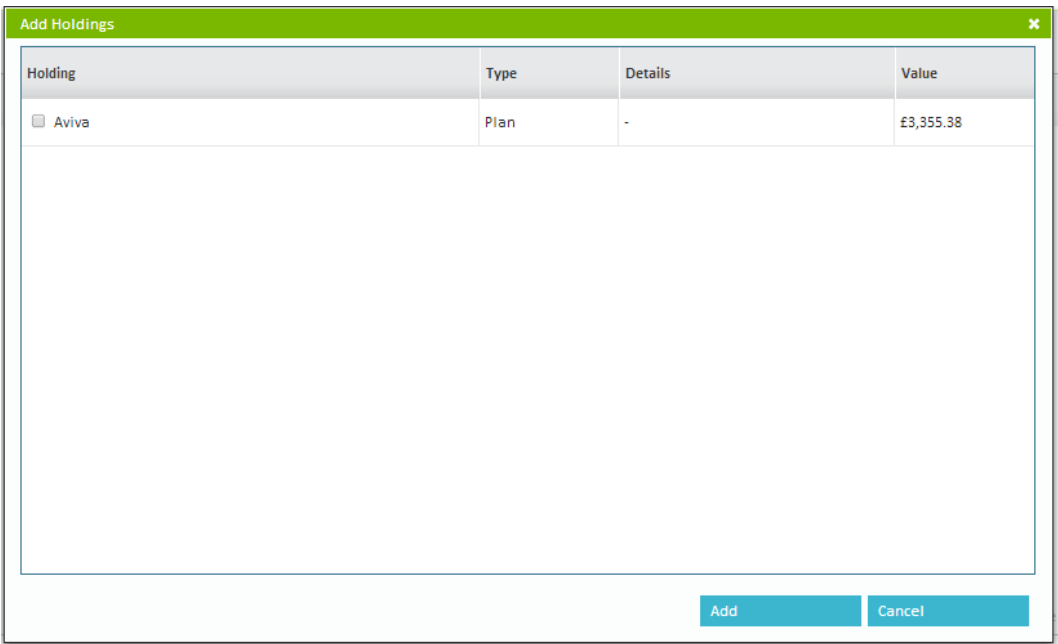 Add Holdings
Holding Type Details Value
Aviva Plan - £3,355.38
Add Cancel